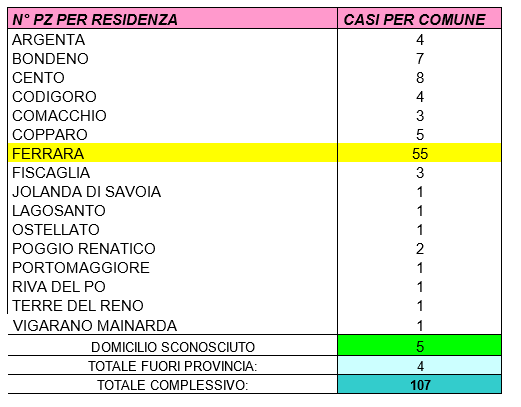 N° PZ PER RESIDENZA CASI PER COMUNE
ARGENTA 4
BONDENO 7
CENTO 8
CODIGORO 4
COMACCHIO 3
COPPARO 5
FERRARA 55
FISCAGLIA 3
JOLANDA DI SAVOIA 1
LAGOSANTO 1
OSTELLATO 1
POGGIO RENATICO 2
PORTOMAGGIORE 1
RIVA DEL PO 1
TERRE DEL RENO 1
VIGARANO MAINARDA 1
DOMICILIO SCONOSCIUTO 5
TOTALE FUORI PROVINCIA: 4
TOTALE COMPLESSIVO: 107